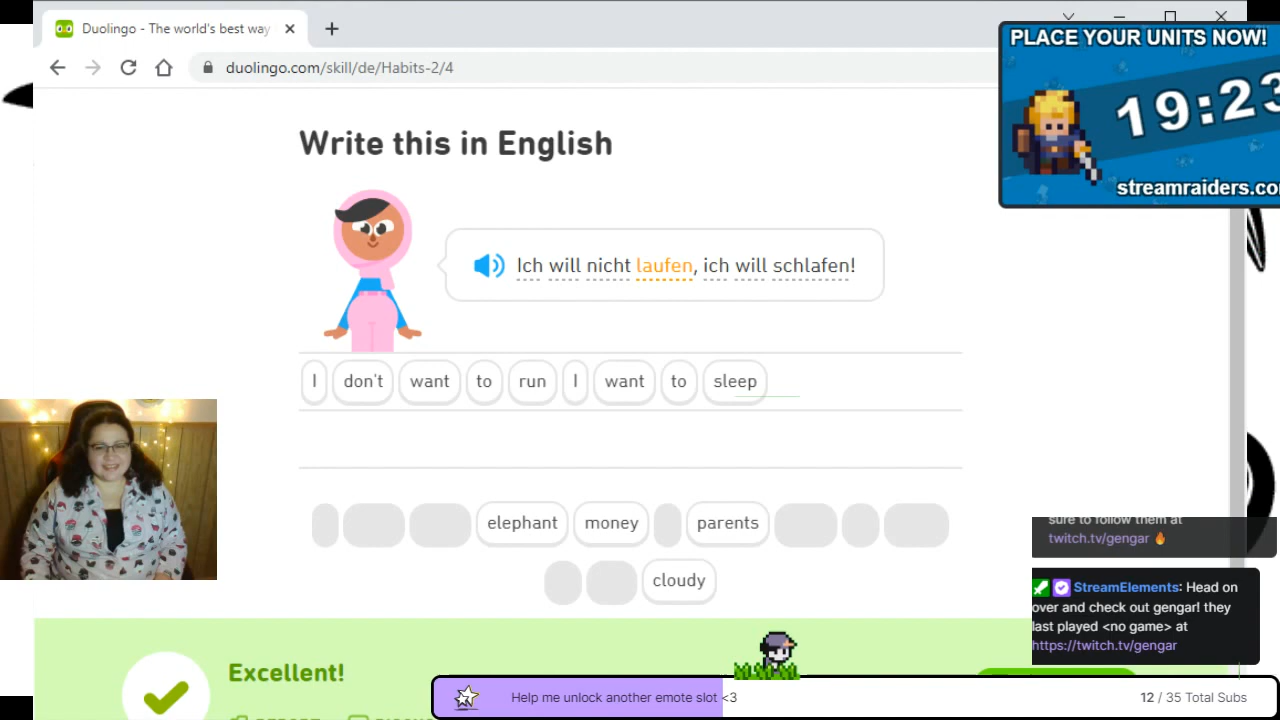 Duolingo - The world's best way
duolingo.com/skill/de/Habits-2/4
PLACE YOUR UNITS NOW!
19:23
streamraiders.co
Write this in English
Ich will nicht laufen, ich will schlafen!
I don't want to run I want to sleep
elephant money parents
cloudy
sure to follow them at
twitch.tv/gengar 🔥
StreamElements: Head on
over and check out gengar! they
last played <no game> at
https://twitch.tv/gengar
Excellent!
Help me unlock another emote slot <3
12 / 35 Total Subs